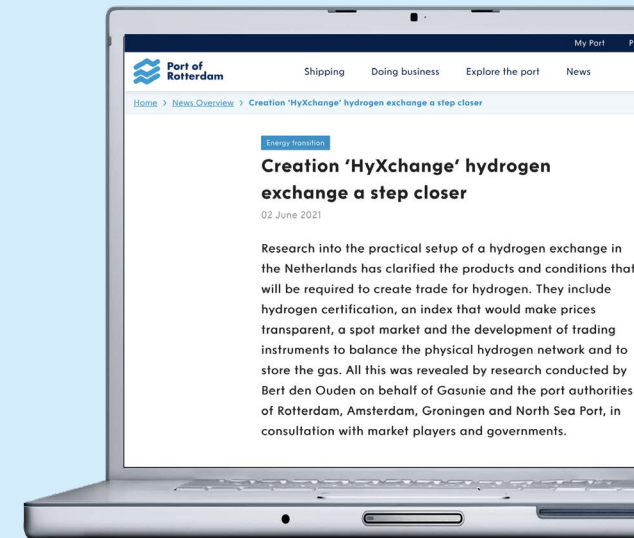 My Port
Port of
Rotterdam
Shipping Doing business Explore the port News
Home > News Overview > Creation ‘HyXchange’ hydrogen exchange a step closer
Energy transition
Creation ‘HyXchange’ hydrogen
exchange a step closer
02 June 2021
Research into the practical setup of a hydrogen exchange in
the Netherlands has clarified the products and conditions that
will be required to create trade for hydrogen. They include
hydrogen certification, an index that would make prices
transparent, a spot market and the development of trading
instruments to balance the physical hydrogen network and to
store the gas. All this was revealed by research conducted by
Bert den Ouden on behalf of Gasunie and the port authorities
of Rotterdam, Amsterdam, Groningen and North Sea Port, in
consultation with market players and governments.